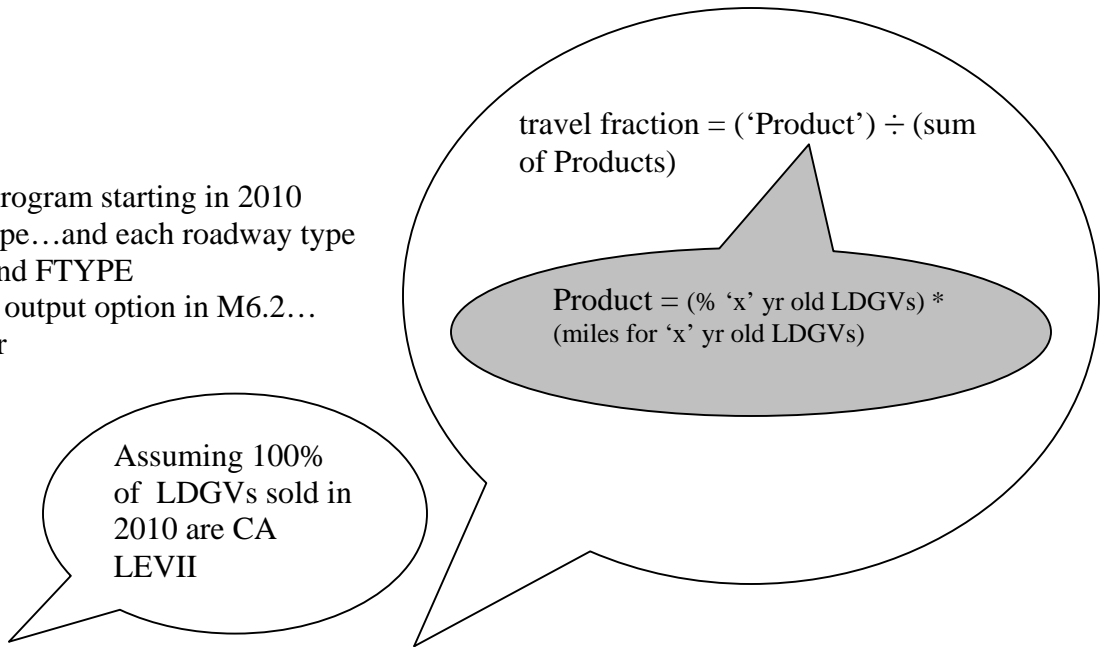 rogram starting in 2010
pe…and each roadway type
nd FTYPE
output option in M6.2…
r
travel fraction = (‘Product’) ÷ (sum
of Products)
Product = (% ‘x’ yr old LDGVs) *
(miles for ‘x’ yr old LDGVs)
Assuming 100%
of LDGVs sold in
2010 are CA
LEVII